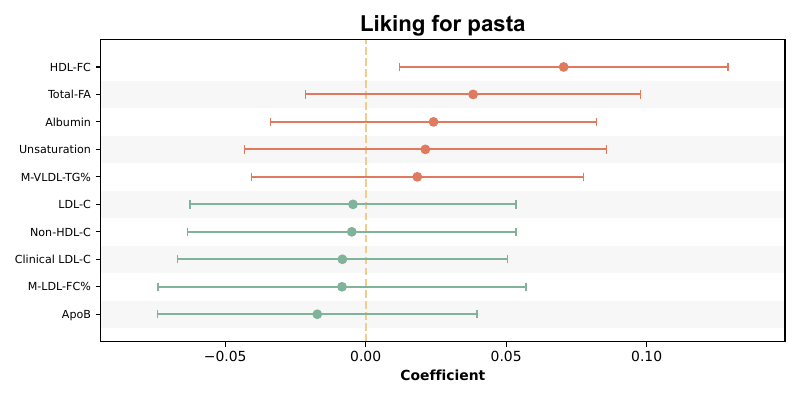 Liking for pasta
HDL-FC
Total-FA
Albumin
Unsaturation
M-VLDL-TG%
LDL-C
Non-HDL-C
Clinical LDL-C
M-LDL-FC%
ApoB
−0.05 0.00 0.05 0.10
Coefficient